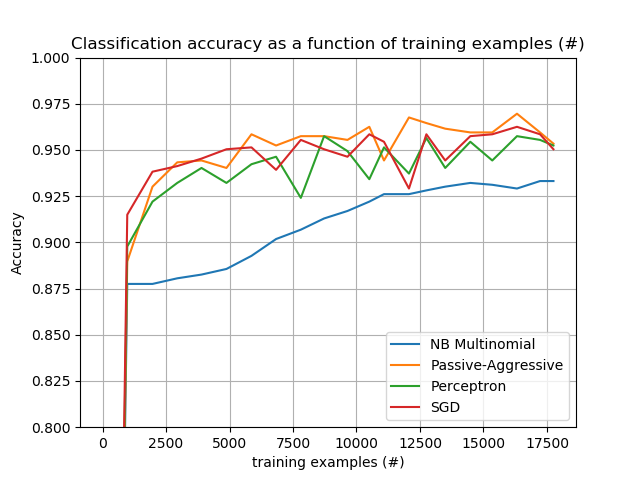 Classification accuracy as a function of training examples (#)
1.000
0.975
0.950
0.925
0.900
0.875
0.850
0.825
0.800
Accuracy
NB Multinomial
Passive-Aggressive
Perceptron
SGD
0 2500 5000 7500 10000 12500 15000 17500
training examples (#)